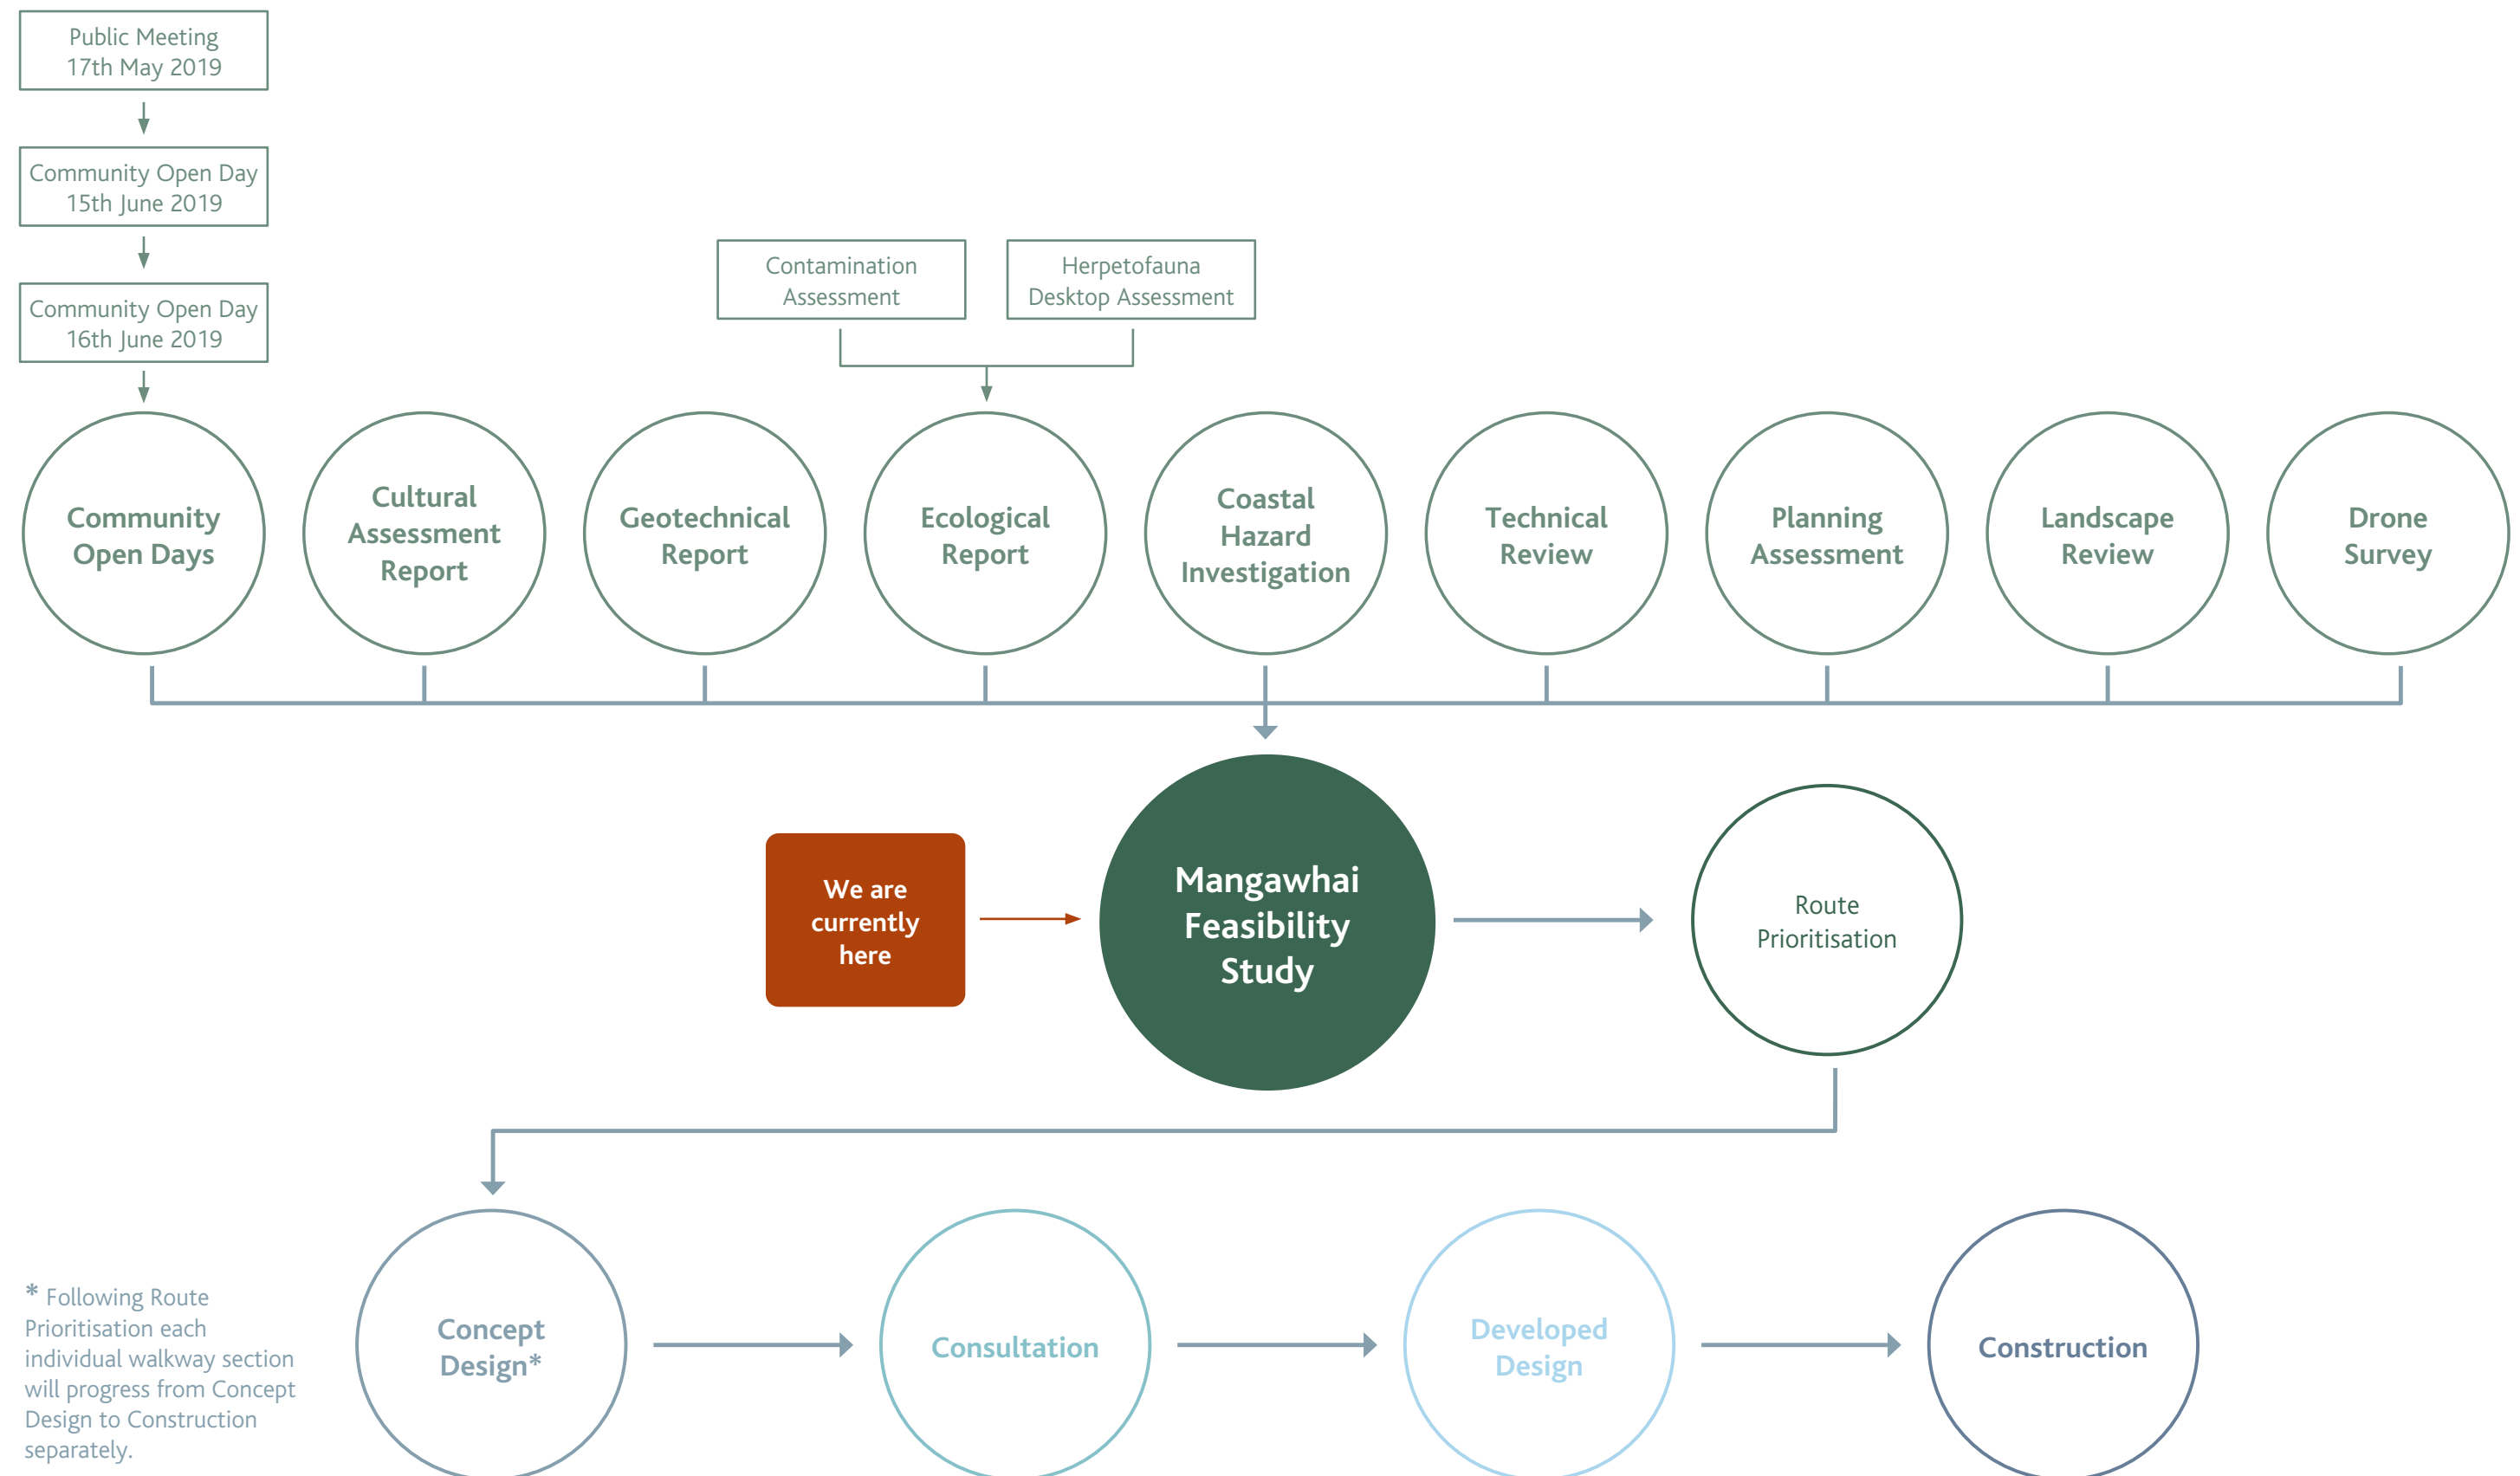 Public Meeting
17th May 2019
Community Open Day
15th June 2019
Community Open Day
16th June 2019
Contamination
Assessment
Herpetofauna
Desktop Assessment
Community
Open Days
Cultural
Assessment
Report
Geotechnical
Report
Ecological
Report
Coastal
Hazard
Investigation
Technical
Review
Planning
Assessment
Landscape
Review
Drone
Survey
We are
currently
here
Mangawhai
Feasibility
Study
Route
Prioritisation
* Following Route
Prioritisation each
individual walkway section
will progress from Concept
Design to Construction
separately.
Concept
Design*
Consultation
Developed
Design
Construction